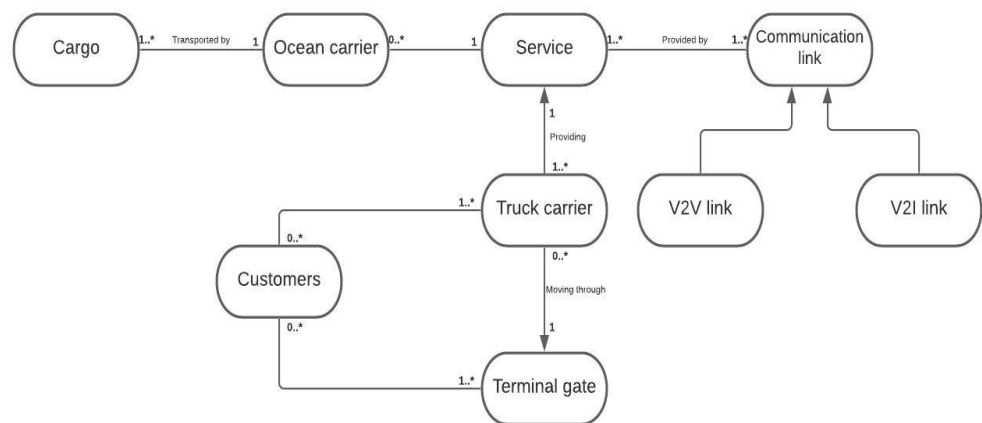 Cargo
1..*
Transported by
1
Ocean carrier
0..*
1
Service
1..*
Provided by
1..*
Communication
link
1
Providing
1..*
Truck carrier
V2V link
V2I link
1..*
0..*
0..*
Customers
Moving through
0..*
1
1..*
Terminal gate